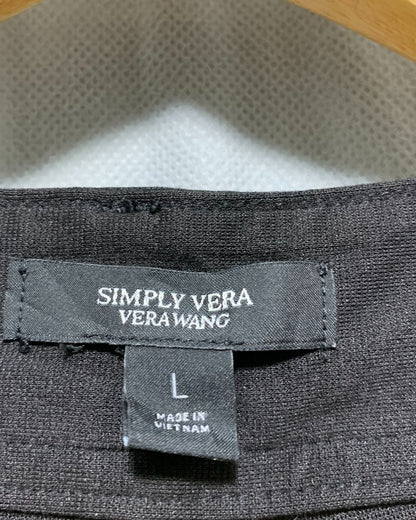 SIMPLY VERA
VERA WANG
L
MADE IN
VIETNAM